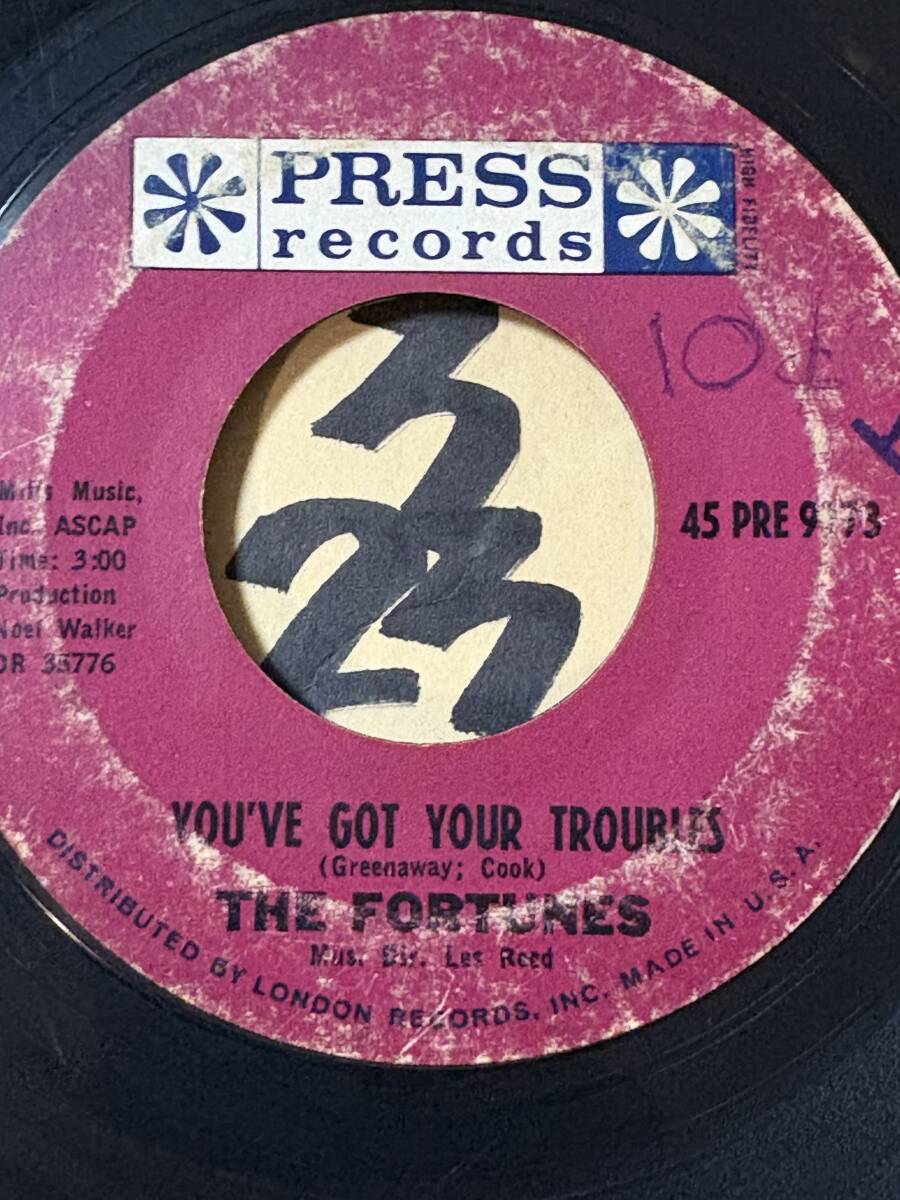 PRESS
records
HIGH FIDELITY
10¢
Mills Music,
Inc. ASCAP
Time: 3:00
Production
Noel Walker
DR 35776
45 PRE 9773
YOU'VE GOT YOUR TROUBLES
(Greenaway; Cook)
THE FORTUNES
Mus. Dir. Les Reed
DISTRIBUTED BY LONDON RECORDS, INC. MADE IN U.S.A.